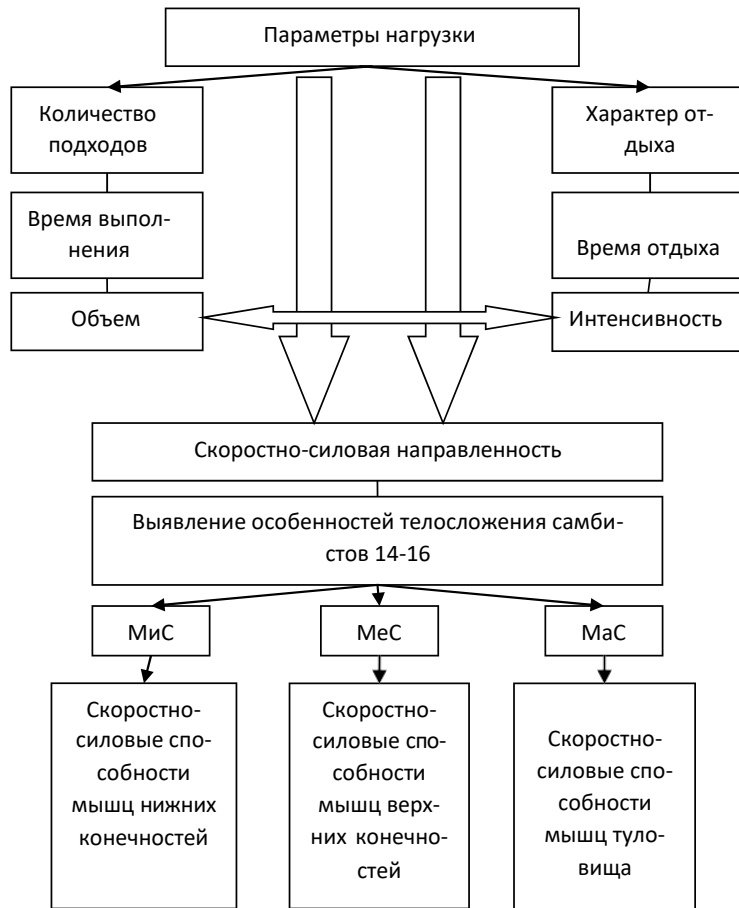 Параметры нагрузки
Количество
подходов
Характер от-
дыха
Время выпол-
нения
Время отдыха
Объем
Интенсивность
Скоростно-силовая направленность
Выявление особенностей телосложения самби-
стов 14-16
МиС
МеС
МаС
Скоростно-
силовые спо-
собности
мышц нижних
конечностей
Скоростно-
силовые спо-
собности
мышц верх-
них конечно-
стей
Скоростно-
силовые спо-
собности
мышц туло-
вища